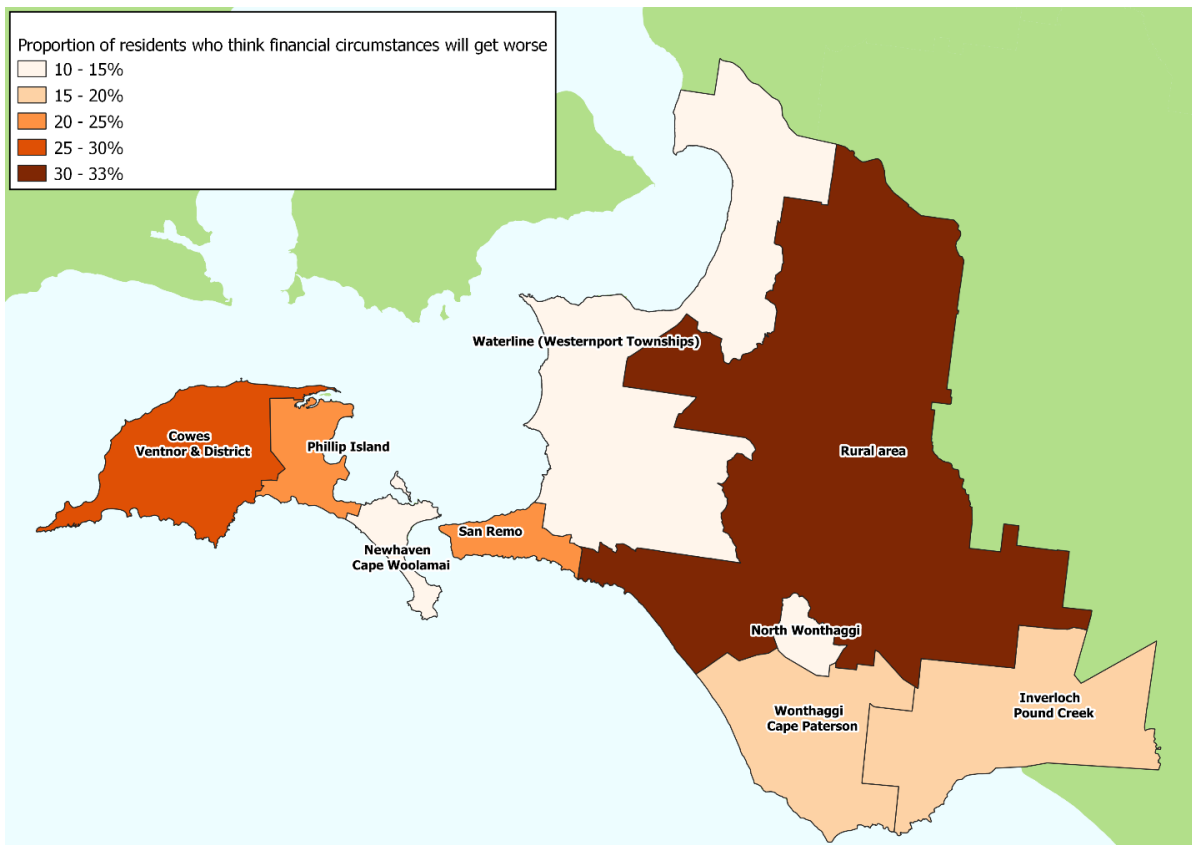 Proportion of residents who think financial circumstances will get worse
10 - 15%
15 - 20%
20 - 25%
25 - 30%
30 - 33%
Waterline (Westernport Townships)
Cowes
Ventnor & District
Phillip Island
Rural area
San Remo
Newhaven
Cape Woolamai
North Wonthaggi
Inverloch
Pound Creek
Wonthaggi
Cape Paterson